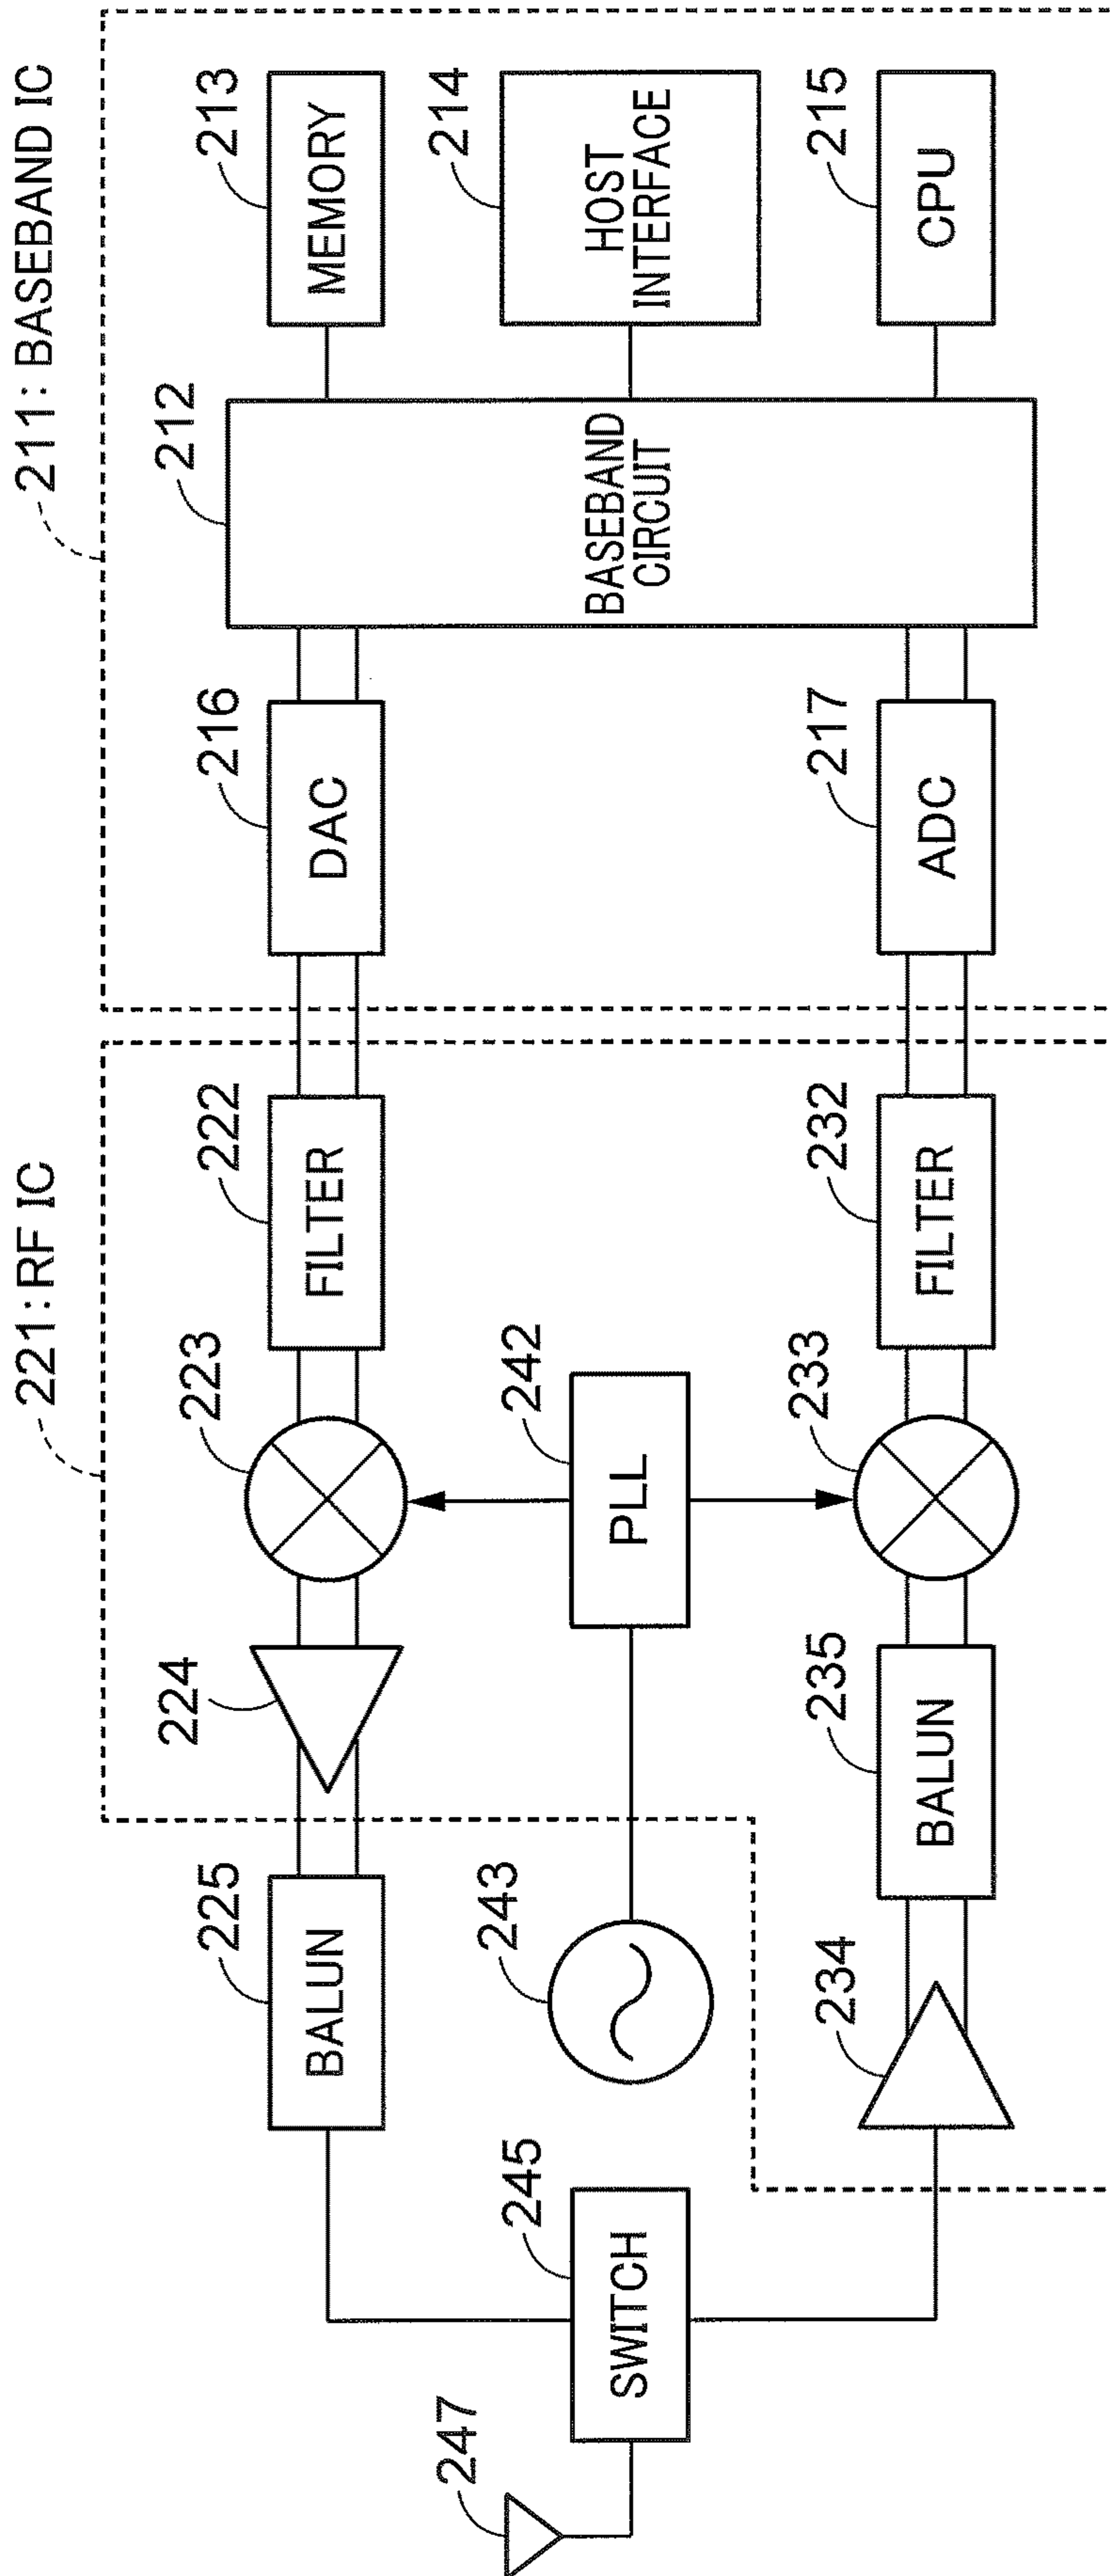 211: BASEBAND IC
221: RF IC
213
MEMORY
214
HOST
INTERFACE
215
CPU
212
BASEBAND
CIRCUIT
216
DAC
217
ADC
222
FILTER
232
FILTER
223
233
242
PLL
224
235
BALUN
225
BALUN
243
234
245
SWITCH
247